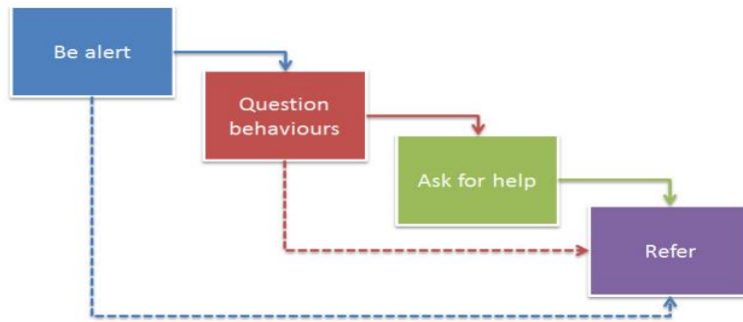 Be alert
Question
behaviours
Ask for help
Refer